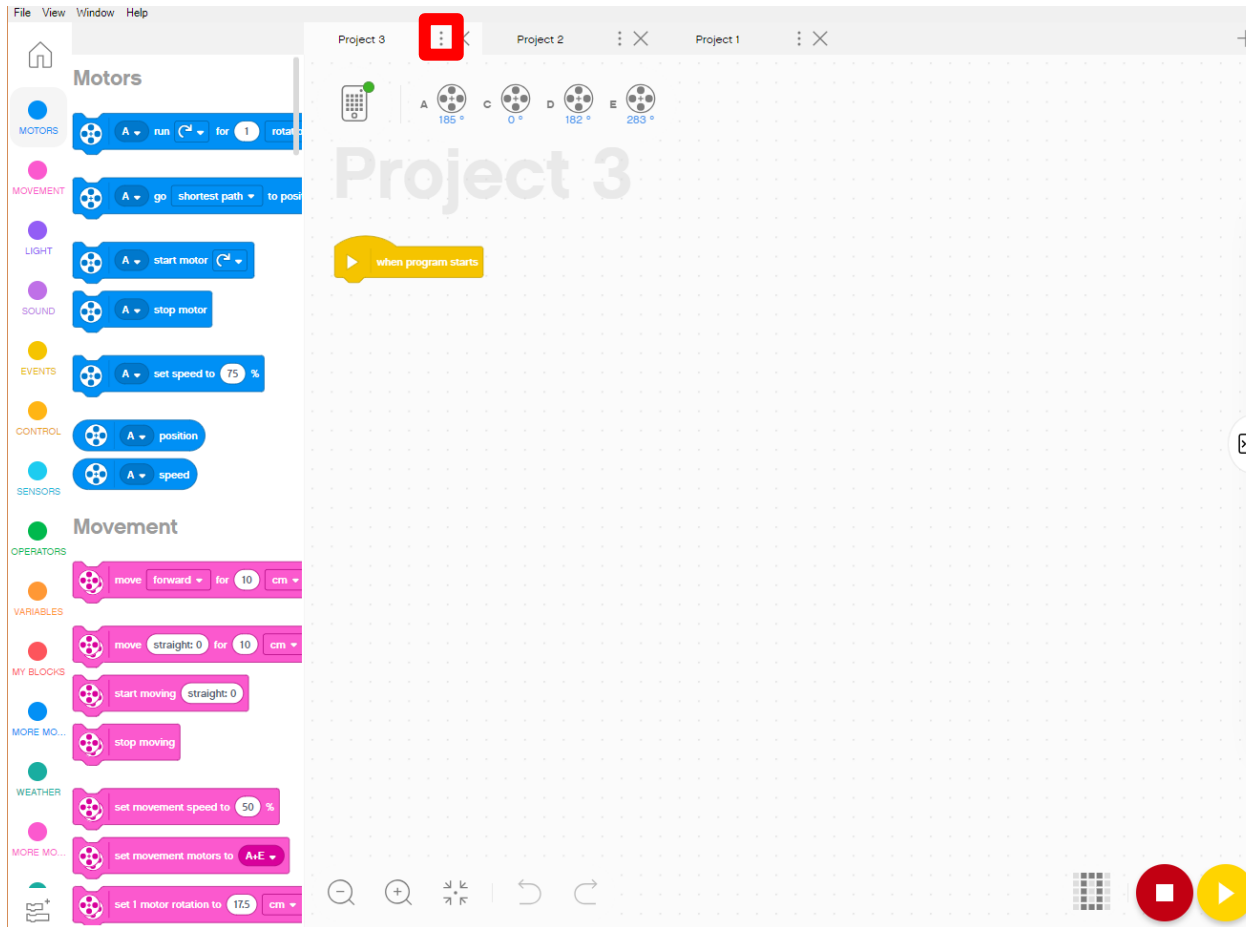 File View Window Help
Project 3
Project 2
Project 1
MOTORS
MOVEMENT
LIGHT
SOUND
EVENTS
CONTROL
SENSORS
OPERATORS
VARIABLES
MY BLOCKS
MORE MO...
WEATHER
MORE MO...
Motors
A run for 1
A go shortest path to
A start motor
A stop motor
A set speed to 75 %
A position
A speed
Movement
move forward for 10 cm
move straight: 0 for 10 cm
start moving straight: 0
stop moving
set movement speed to 50 %
set movement motors to A+E
set 1 motor rotation to 17.5 cm
A C D E
185 ° 0 ° 182 ° 283 °
Project 3
when program starts
0